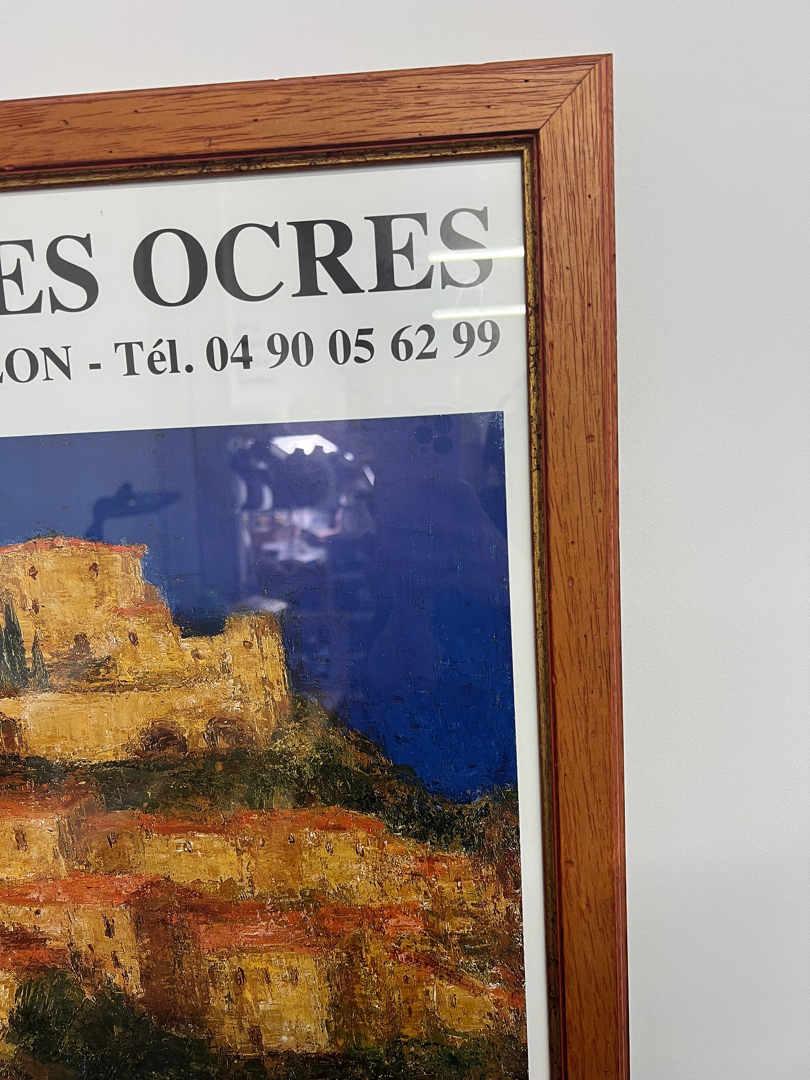 ES OCRES
LON - Tél. 04 90 05 62 99